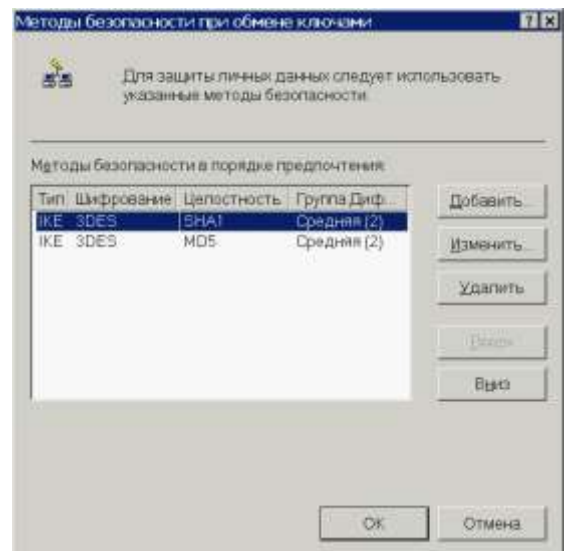 Методы безопасности при обмене ключами
Для защиты личных данных следует использовать
указанные методы безопасности.
Методы безопасности в порядке предпочтения:
Тип Шифрование Целостность Группа Диф...
IKE 3DES SHA1 Средняя (2)
IKE 3DES MD5 Средняя (2)
Добавить...
Изменить...
Удалить
Вниз
OK
Отмена